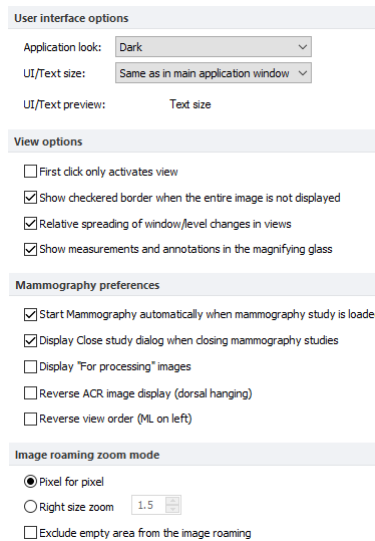 User interface options
Application look: Dark
UI/Text size: Same as in main application window
UI/Text preview: Text size
View options
First click only activates view
Show checkered border when the entire image is not displayed
Relative spreading of window/level changes in views
Show measurements and annotations in the magnifying glass
Mammography preferences
Start Mammography automatically when mammography study is loade
Display Close study dialog when closing mammography studies
Display "For processing" images
Reverse ACR image display (dorsal hanging)
Reverse view order (ML on left)
Image roaming zoom mode
Pixel for pixel
Right size zoom 1.5
Exclude empty area from the image roaming